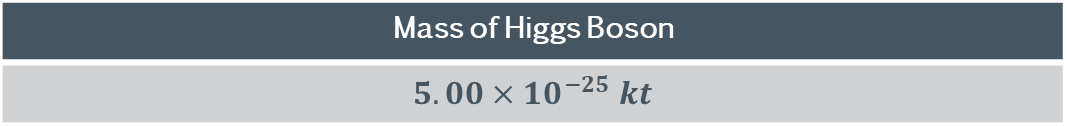 Mass of Higgs Boson
5.00 × 10⁻²⁵ kt